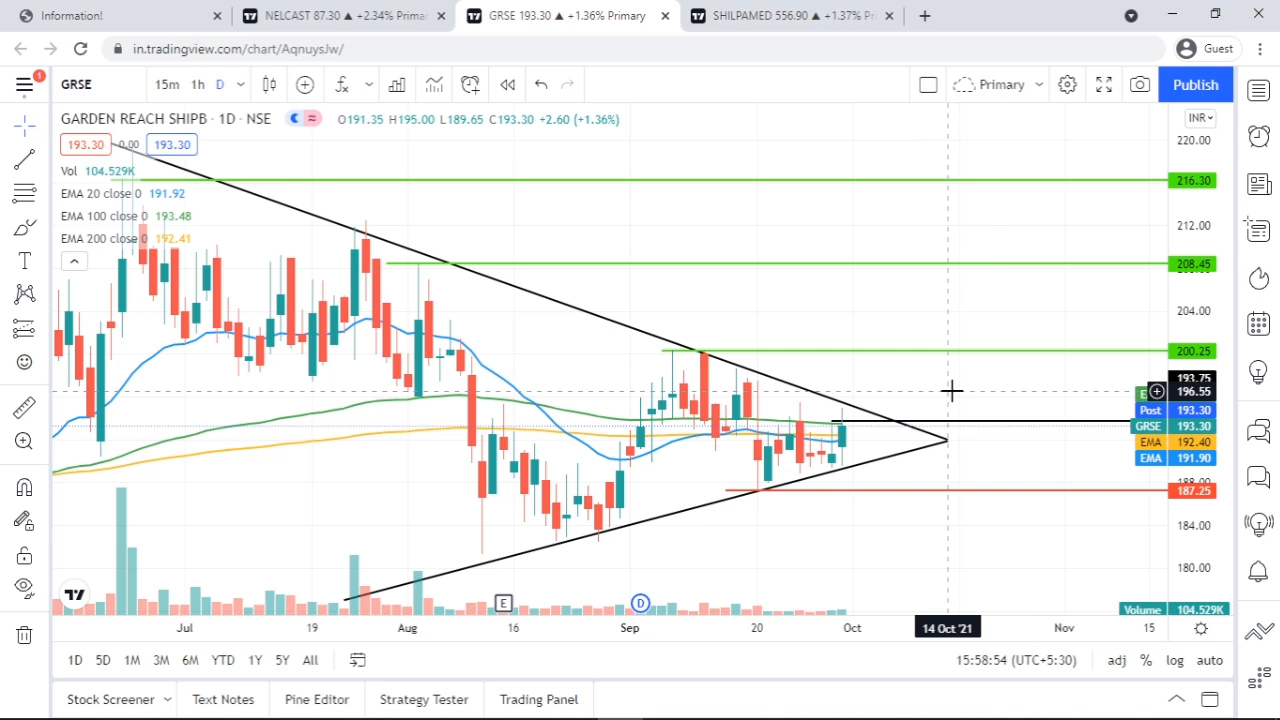 Information!
NELCAST 87.30 ▲ +2.34% Primar
GRSE 193.30 ▲ +1.36% Primary
SHILPAMED 556.90 ▲ +1.37% Pr
in.tradingview.com/chart/AqnuysJw/
Guest
1
GRSE
15m 1h D
Primary
Publish
GARDEN REACH SHIPB · 1D · NSE
O191.35 H195.00 L189.65 C193.30 +2.60 (+1.36%)
INR
193.30 0.00 193.30
Vol 104.529K
EMA 20 close 0 191.92
EMA 100 close 0 193.48
EMA 200 close 0 192.41
220.00
216.30
212.00
208.45
204.00
200.25
193.75
196.55
Post 193.30
GRSE 193.30
EMA 192.40
EMA 191.90
188.00
187.25
184.00
180.00
E
D
Volume 104.529K
Jul 19 Aug 16 Sep 20 Oct 14 Oct '21 Nov 15
1D 5D 1M 3M 6M YTD 1Y 5Y All
15:58:54 (UTC+5:30)
adj % log auto
Stock Screener
Text Notes
Pine Editor
Strategy Tester
Trading Panel